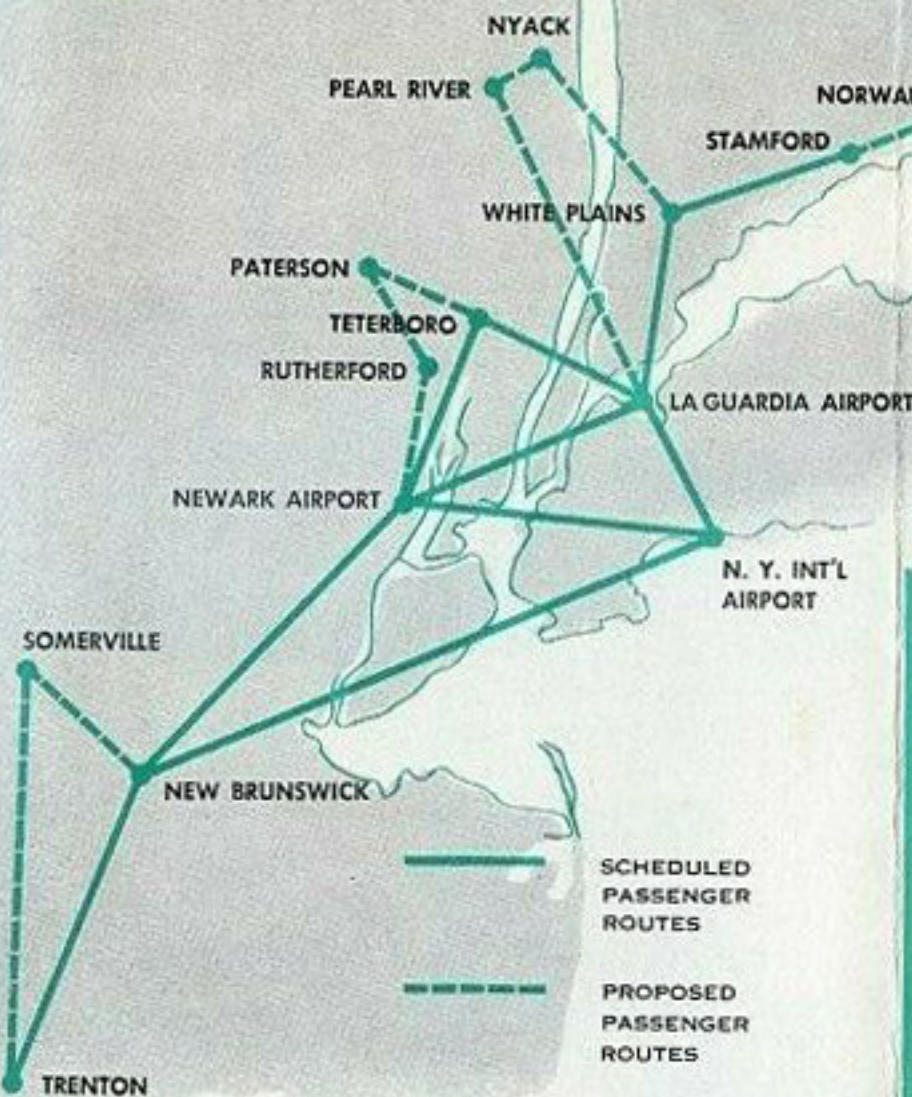 NYACK
PEARL RIVER
STAMFORD
WHITE PLAINS
PATERSON
TETERBORO
RUTHERFORD
LA GUARDIA AIRPORT
NEWARK AIRPORT
N. Y. INT'L
AIRPORT
SOMERVILLE
NEW BRUNSWICK
SCHEDULED
PASSENGER
ROUTES
PROPOSED
PASSENGER
ROUTES
TRENTON